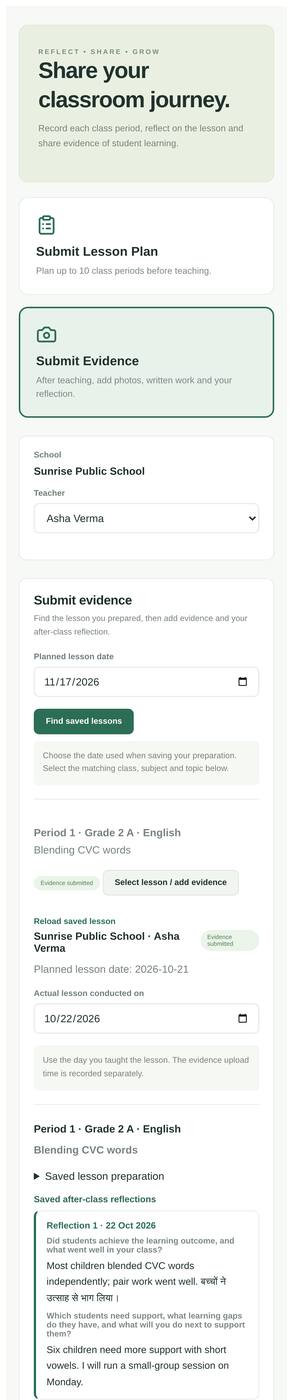 REFLECT • SHARE • GROW
Share your
classroom journey.
Record each class period, reflect on the lesson and
share evidence of student learning.
Submit Lesson Plan
Plan up to 10 class periods before teaching.
Submit Evidence
After teaching, add photos, written work and your
reflection.
School
Sunrise Public School
Teacher
Asha Verma
Submit evidence
Find the lesson you prepared, then add evidence and your
after-class reflection.
Planned lesson date
11/17/2026
Find saved lessons
Choose the date used when saving your preparation.
Select the matching class, subject and topic below.
Period 1 · Grade 2 A · English
Blending CVC words
Evidence submitted
Select lesson / add evidence
Reload saved lesson
Sunrise Public School · Asha
Verma
Evidence
submitted
Planned lesson date: 2026-10-21
Actual lesson conducted on
10/22/2026
Use the day you taught the lesson. The evidence upload
time is recorded separately.
Period 1 · Grade 2 A · English
Blending CVC words
Saved lesson preparation
Saved after-class reflections
Reflection 1 · 22 Oct 2026
Did students achieve the learning outcome, and
what went well in your class?
Most children blended CVC words
independently; pair work went well. बच्चों ने
उत्साह से भाग लिया।
Which students need support, what learning gaps
do they have, and what will you do next to support
them?
Six children need more support with short
vowels. I will run a small-group session on
Monday.